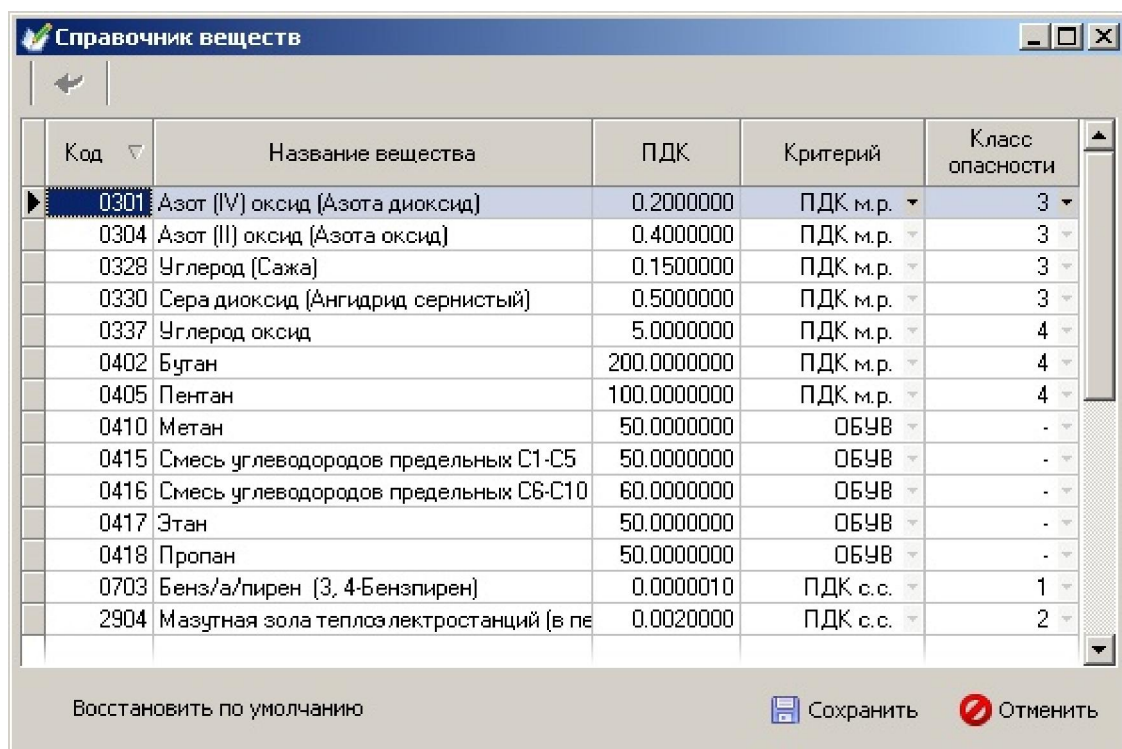 Справочник веществ
Код Название вещества ПДК Критерий Класс опасности
0301 Азот (IV) оксид (Азота диоксид) 0.2000000 ПДК м.р. 3
0304 Азот (II) оксид (Азота оксид) 0.4000000 ПДК м.р. 3
0328 Углерод (Сажа) 0.1500000 ПДК м.р. 3
0330 Сера диоксид (Ангидрид сернистый) 0.5000000 ПДК м.р. 3
0337 Углерод оксид 5.0000000 ПДК м.р. 4
0402 Бутан 200.0000000 ПДК м.р. 4
0405 Пентан 100.0000000 ПДК м.р. 4
0410 Метан 50.0000000 ОБУВ -
0415 Смесь углеводородов предельных C1-C5 50.0000000 ОБУВ -
0416 Смесь углеводородов предельных C6-C10 60.0000000 ОБУВ -
0417 Этан 50.0000000 ОБУВ -
0418 Пропан 50.0000000 ОБУВ -
0703 Бенз/а/пирен (3, 4-Бензпирен) 0.0000010 ПДК с.с. 1
2904 Мазутная зола теплоэлектростанций (в пе 0.0020000 ПДК с.с. 2
Восстановить по умолчанию Сохранить Отменить